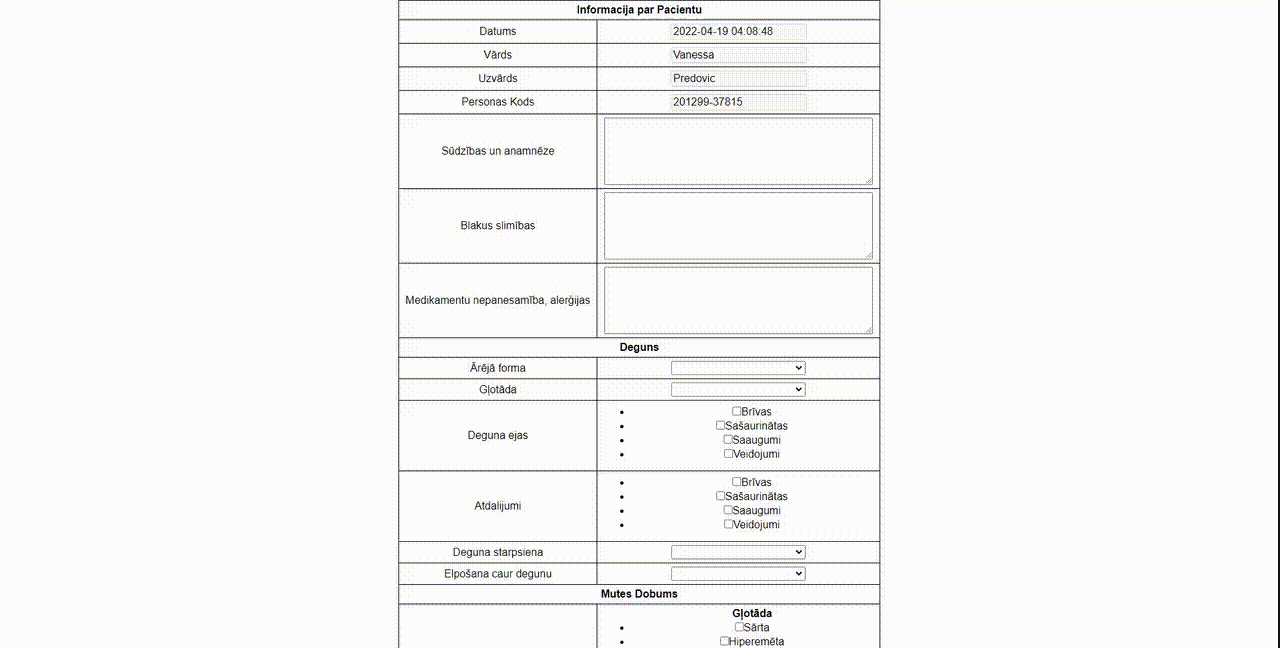 Informacija par Pacientu
Datums 2022-04-19 04:08:48
Vārds Vanessa
Uzvārds Predovic
Personas Kods 201299-37815
Sūdzības un anamnēze
Blakus slimības
Medikamentu nepanesamība, alerģijas
Deguns
Ārējā forma
Gļotāda
Deguna ejas
Brīvas
Sašaurinātas
Saaugumi
Veidojumi
Atdalijumi
Brīvas
Sašaurinātas
Saaugumi
Veidojumi
Deguna starpsiena
Elpošana caur degunu
Mutes Dobums
Gļotāda
Sārta
Hiperemēta